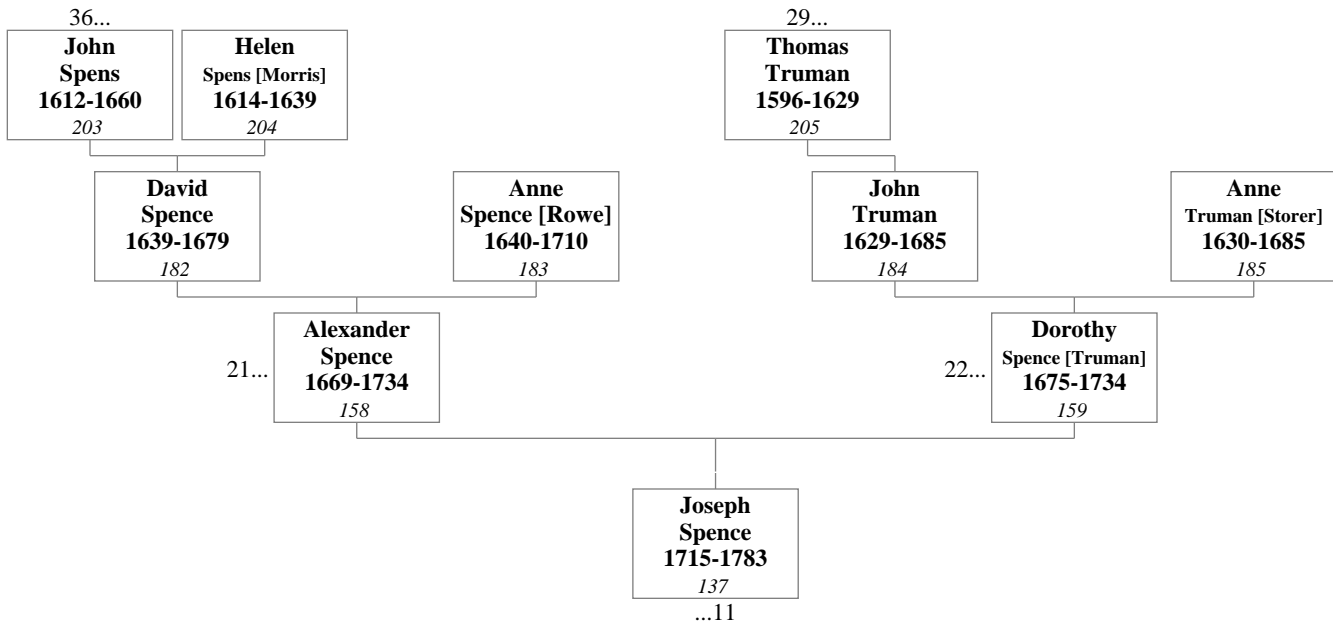 36...
John
Spens
1612-1660
203
Helen
Spens [Morris]
1614-1639
204
29...
Thomas
Truman
1596-1629
205
David
Spence
1639-1679
182
Anne
Spence [Rowe]
1640-1710
183
John
Truman
1629-1685
184
Anne
Truman [Storer]
1630-1685
185
21...
Alexander
Spence
1669-1734
158
22...
Dorothy
Spence [Truman]
1675-1734
159
Joseph
Spence
1715-1783
137
...11